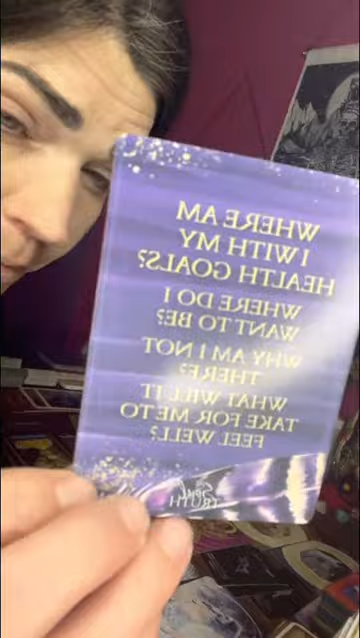 WHERE AM
I WITH MY
HEALTH GOALS?
WHERE DO I
WANT TO BE?
WHY AM I NOT
THERE?
WHAT WILL IT
TAKE FOR ME TO
FEEL WELL?
Soul
TRUTH